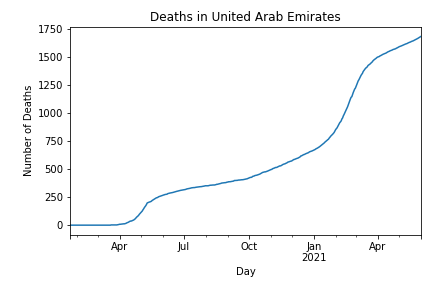 Deaths in United Arab Emirates
Number of Deaths
1750
1500
1250
1000
750
500
250
0
Apr Jul Oct Jan Apr
2021
Day